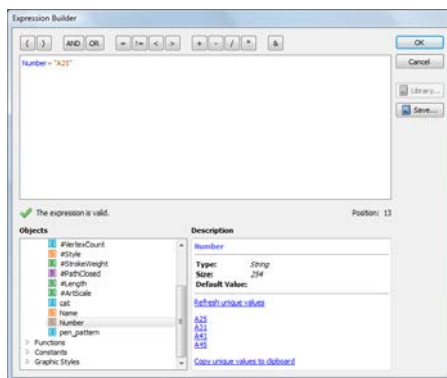 Expression Builder
( ) AND OR = != < > + - / * &
OK
Cancel
Library...
Save...
Number = "A25"
The expression is valid.
Position: 13
Objects
#VertexCount
#Style
#StrokeWeight
#PathClosed
#Length
#ArtScale
cat
Name
Number
pen_pattern
Functions
Constants
Graphic Styles
Description
Number
Type: String
Size: 254
Default Value:
Refresh unique values
A25
A31
A41
A45
Copy unique values to clipboard